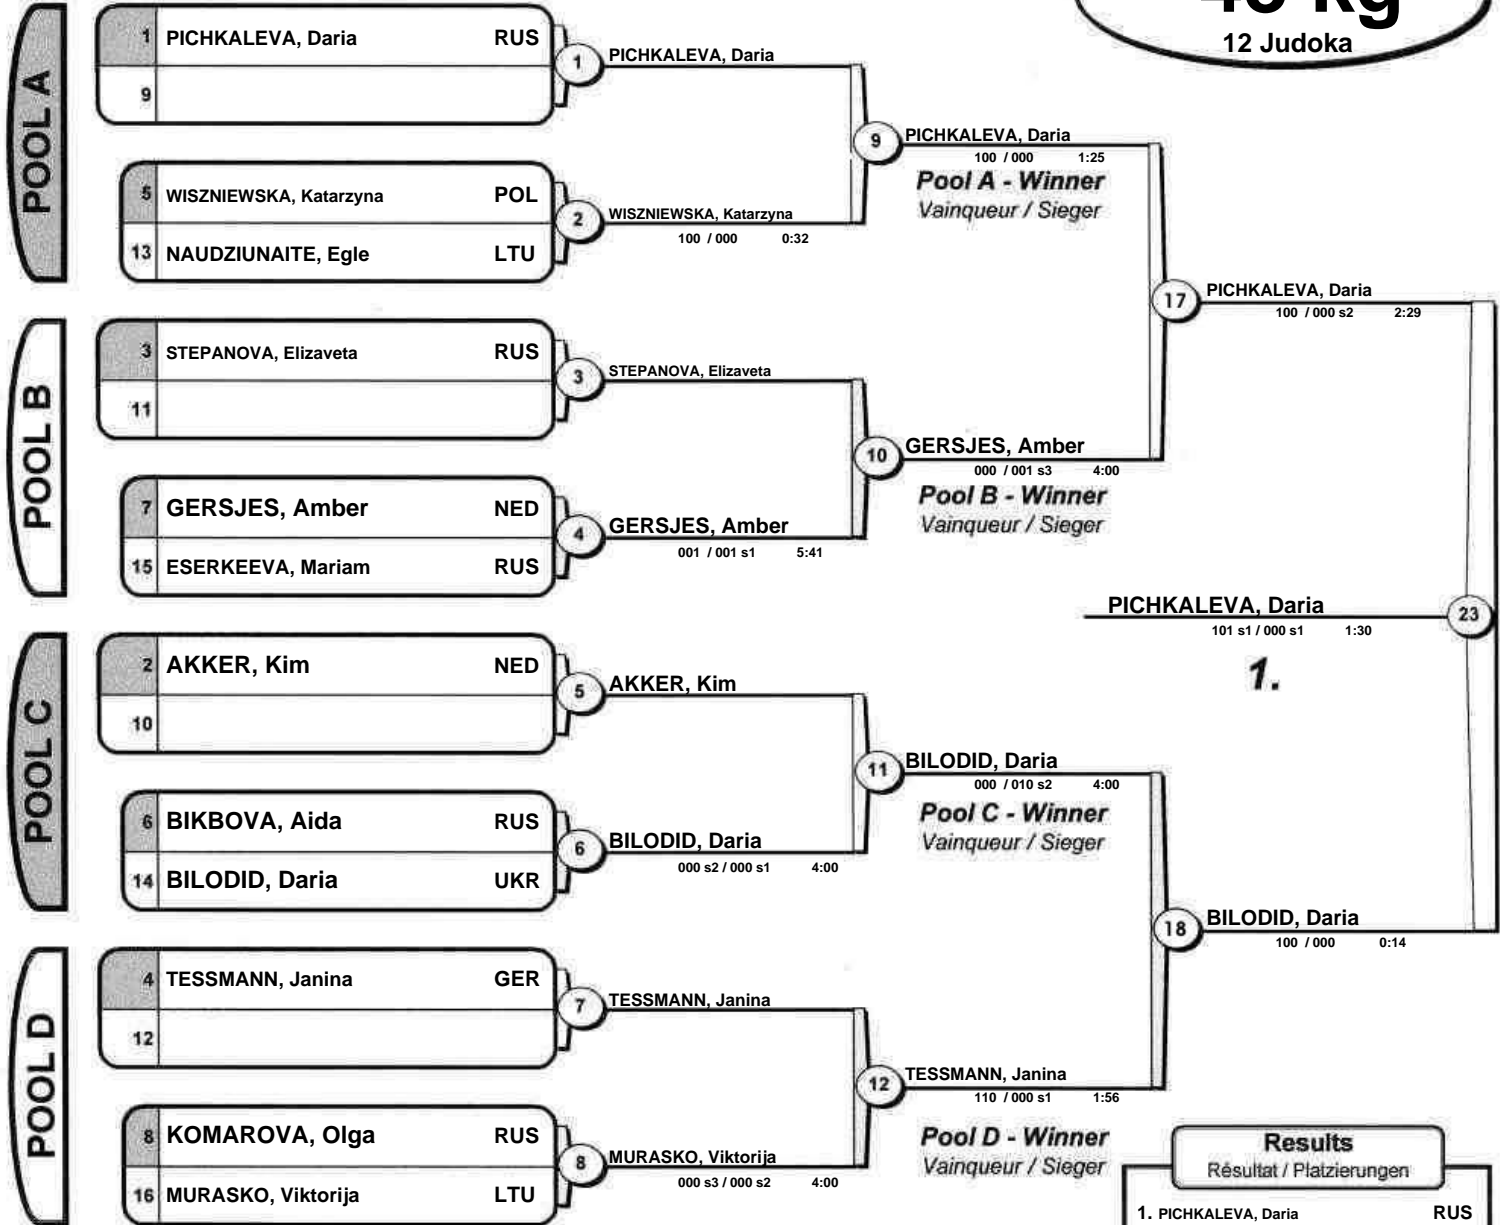 12 Judoka
POOL A
1 PICHKALEVA, Daria RUS
9
1 PICHKALEVA, Daria
5 WISZNIEWSKA, Katarzyna POL
13 NAUDZIUNAITE, Egle LTU
2 WISZNIEWSKA, Katarzyna
100 / 000 0:32
9 PICHKALEVA, Daria
100 / 000 1:25
Pool A - Winner
Vainqueur / Sieger
POOL B
3 STEPANOVA, Elizaveta RUS
11
3 STEPANOVA, Elizaveta
7 GERSJES, Amber NED
15 ESERKEEVA, Mariam RUS
4 GERSJES, Amber
001 / 001 s1 5:41
10 GERSJES, Amber
000 / 001 s3 4:00
Pool B - Winner
Vainqueur / Sieger
17 PICHKALEVA, Daria
100 / 000 s2 2:29
PICHKALEVA, Daria 23
101 s1 / 000 s1 1:30
1.
POOL C
2 AKKER, Kim NED
10
5 AKKER, Kim
6 BIKBOVA, Aida RUS
14 BILODID, Daria UKR
6 BILODID, Daria
000 s2 / 000 s1 4:00
11 BILODID, Daria
000 / 010 s2 4:00
Pool C - Winner
Vainqueur / Sieger
18 BILODID, Daria
100 / 000 0:14
POOL D
4 TESSMANN, Janina GER
12
7 TESSMANN, Janina
8 KOMAROVA, Olga RUS
16 MURASKO, Viktorija LTU
8 MURASKO, Viktorija
000 s3 / 000 s2 4:00
12 TESSMANN, Janina
110 / 000 s1 1:56
Pool D - Winner
Vainqueur / Sieger
Results
Résultat / Platzierungen
1. PICHKALEVA, Daria RUS